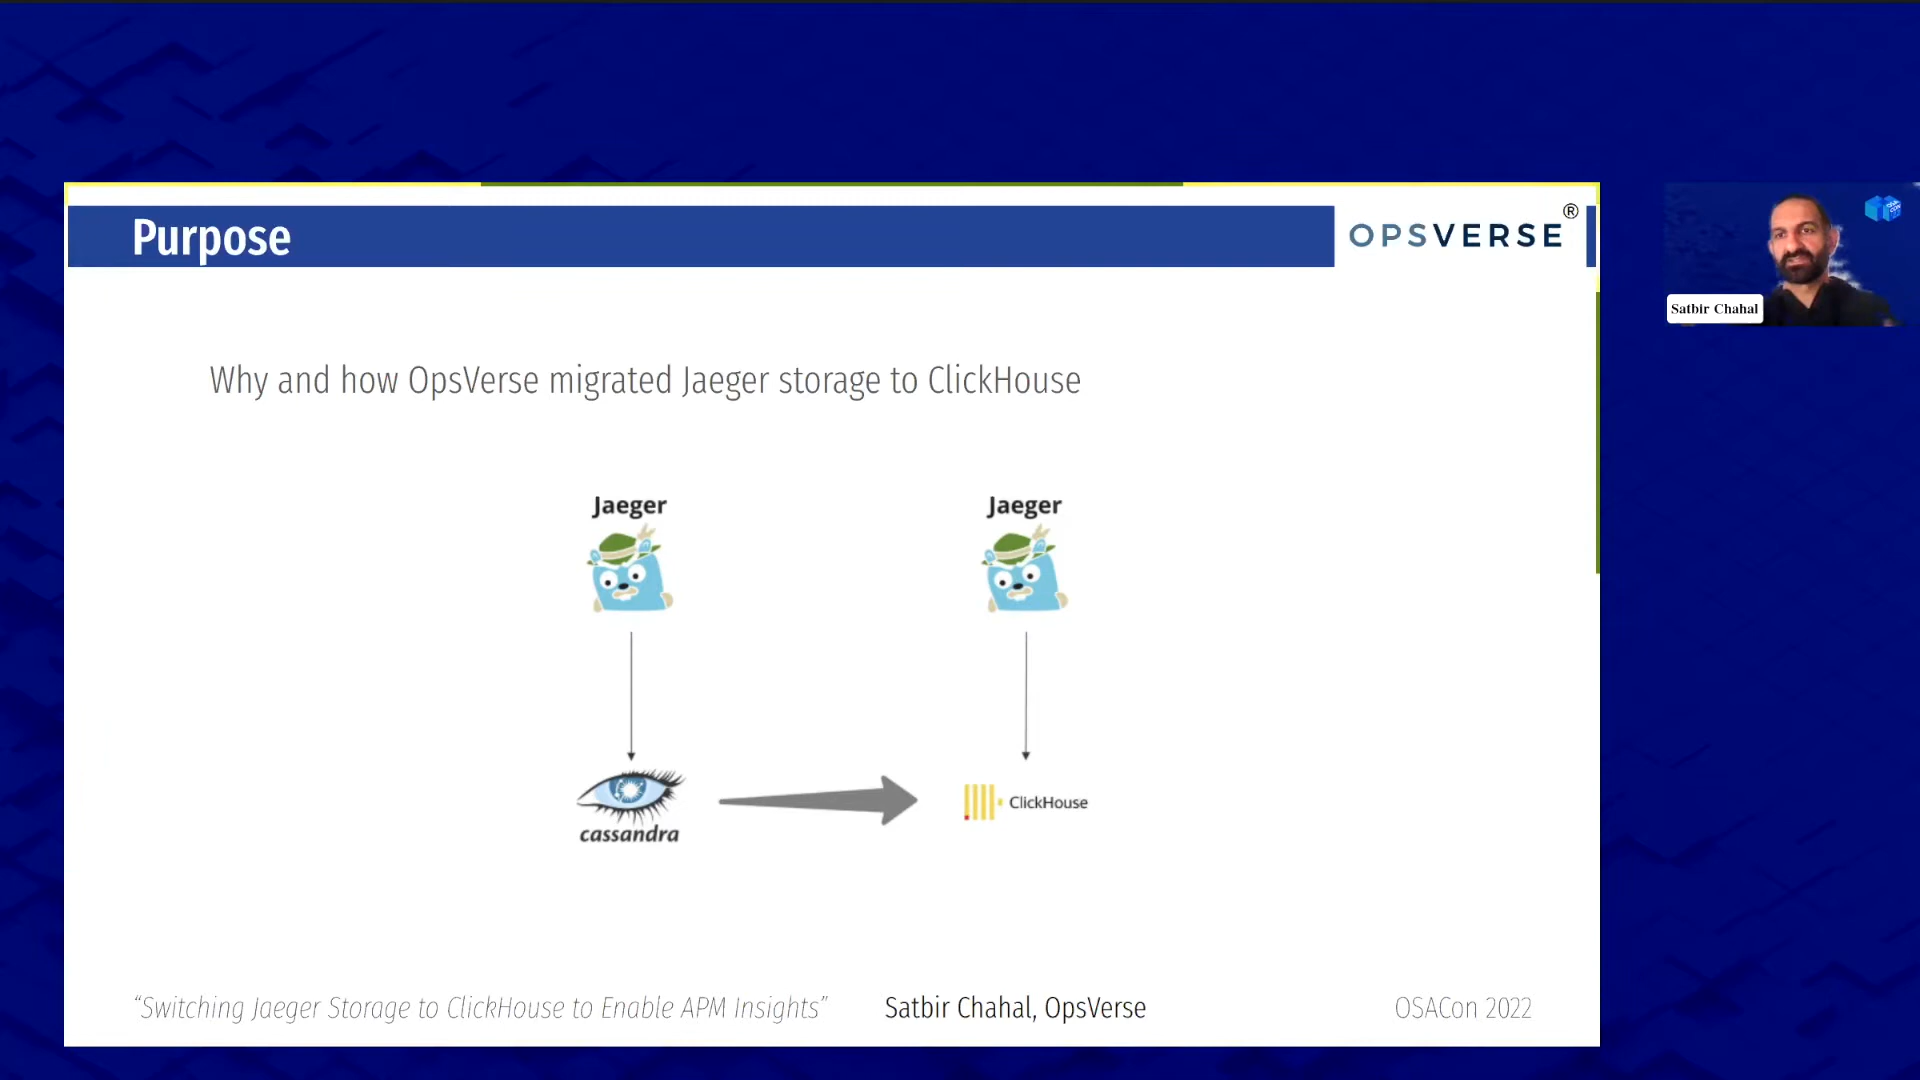 Purpose
OPSVERSE®
Satbir Chahal
Why and how OpsVerse migrated Jaeger storage to ClickHouse
Jaeger
Jaeger
cassandra
ClickHouse
“Switching Jaeger Storage to ClickHouse to Enable APM Insights”
Satbir Chahal, OpsVerse
OSACon 2022